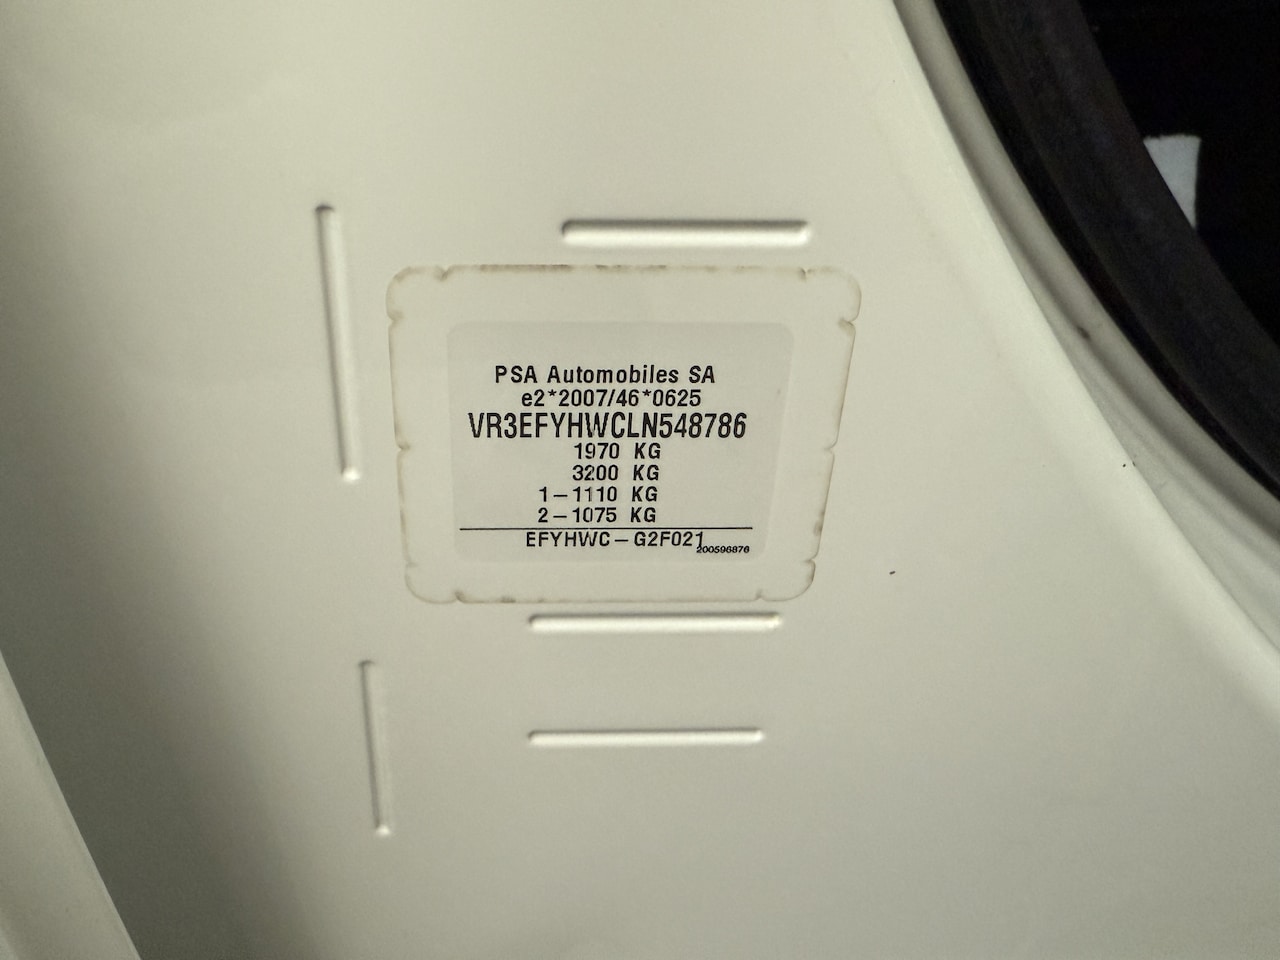 PSA Automobiles SA
e2*2007/46*0625
VR3EFYHWCLN548786
1970 KG
3200 KG
1-1110 KG
2-1075 KG
EFYHWC-G2F021
200596876